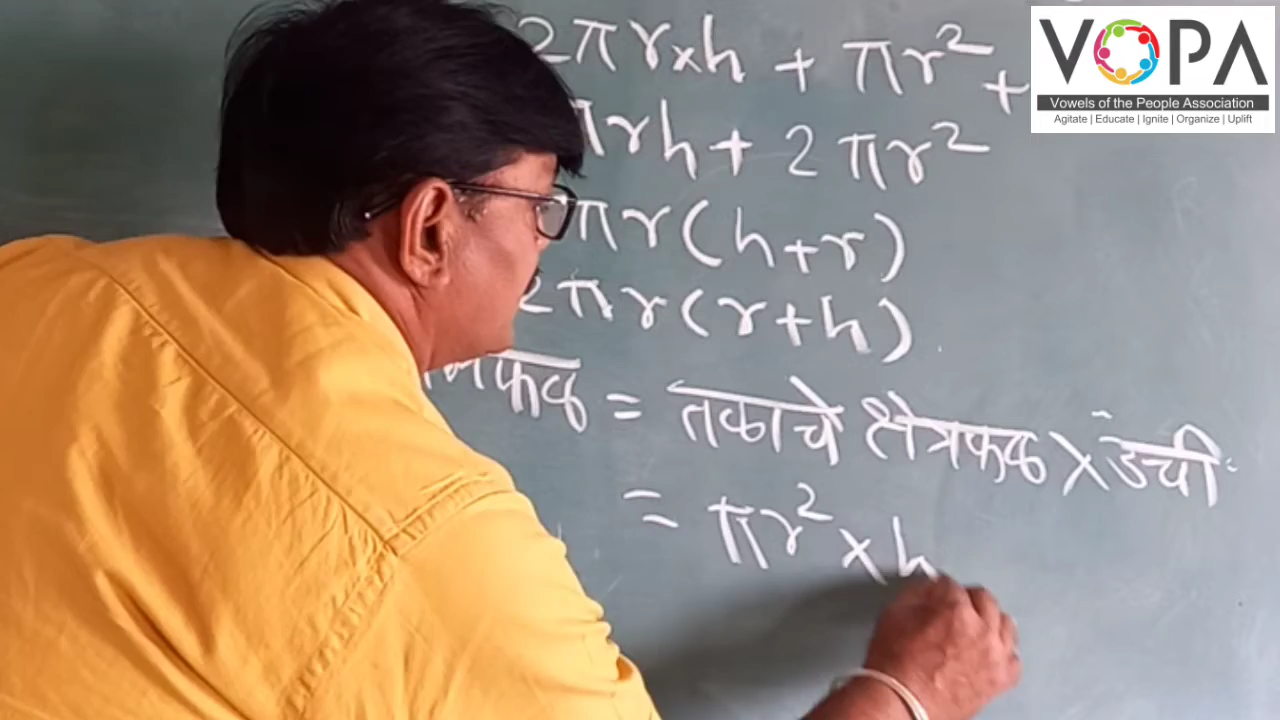 2πr×h + πr² +
πrh + 2πr²
πr(h+r)
2πr(r+h)
= तळाचे क्षेत्रफळ × उंची
= πr² × h
VOPA
Vowels of the People Association
Agitate | Educate | Ignite | Organize | Uplift